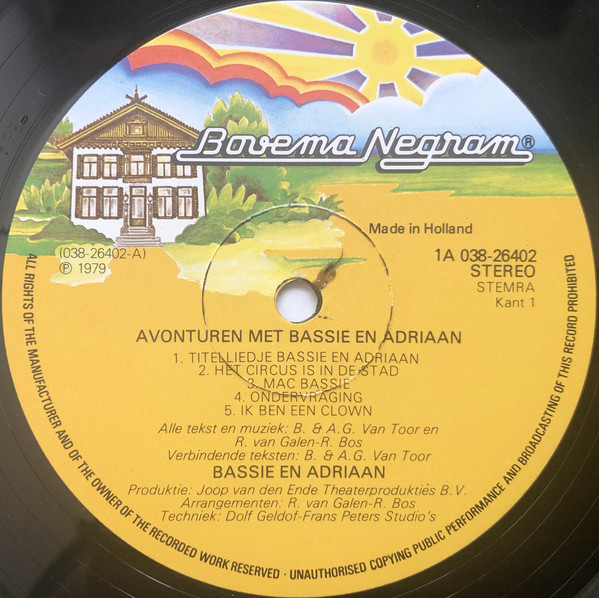 Bovema Negram®
Made in Holland
(038-26402-A)
℗ 1979
1A 038-26402
STEREO
STEMRA
Kant 1
AVONTUREN MET BASSIE EN ADRIAAN
1. TITELLIEDJE BASSIE EN ADRIAAN
2. HET CIRCUS IS IN DE STAD
3. MAC BASSIE
4. ONDERVRAGING
5. IK BEN EEN CLOWN
Alle tekst en muziek: B. & A.G. Van Toor en
R. van Galen-R. Bos
Verbindende teksten: B. & A.G. Van Toor
BASSIE EN ADRIAAN
Produktie: Joop van den Ende Theaterprodukties B.V.
Arrangementen: R. van Galen-R. Bos
Techniek: Dolf Geldof-Frans Peters Studio's
ALL RIGHTS OF THE MANUFACTURER AND OF THE OWNER OF THE RECORDED WORK RESERVED · UNAUTHORISED COPYING PUBLIC PERFORMANCE AND BROADCASTING OF THIS RECORD PROHIBITED